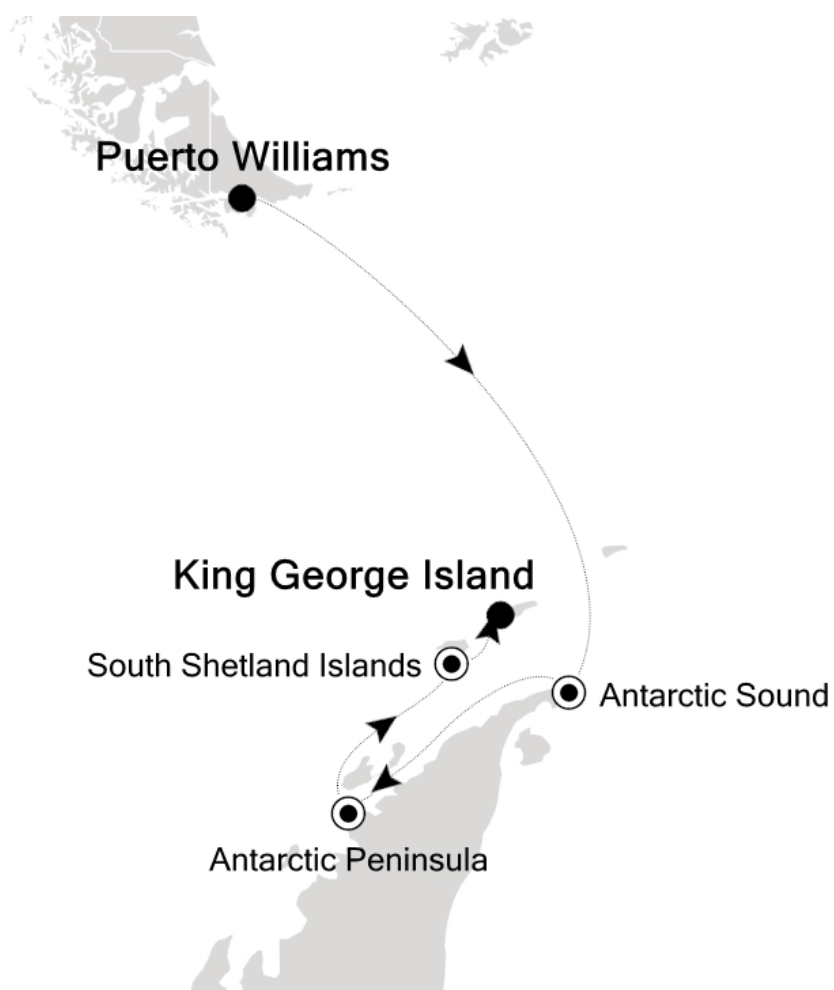 Puerto Williams
King George Island
South Shetland Islands
Antarctic Sound
Antarctic Peninsula